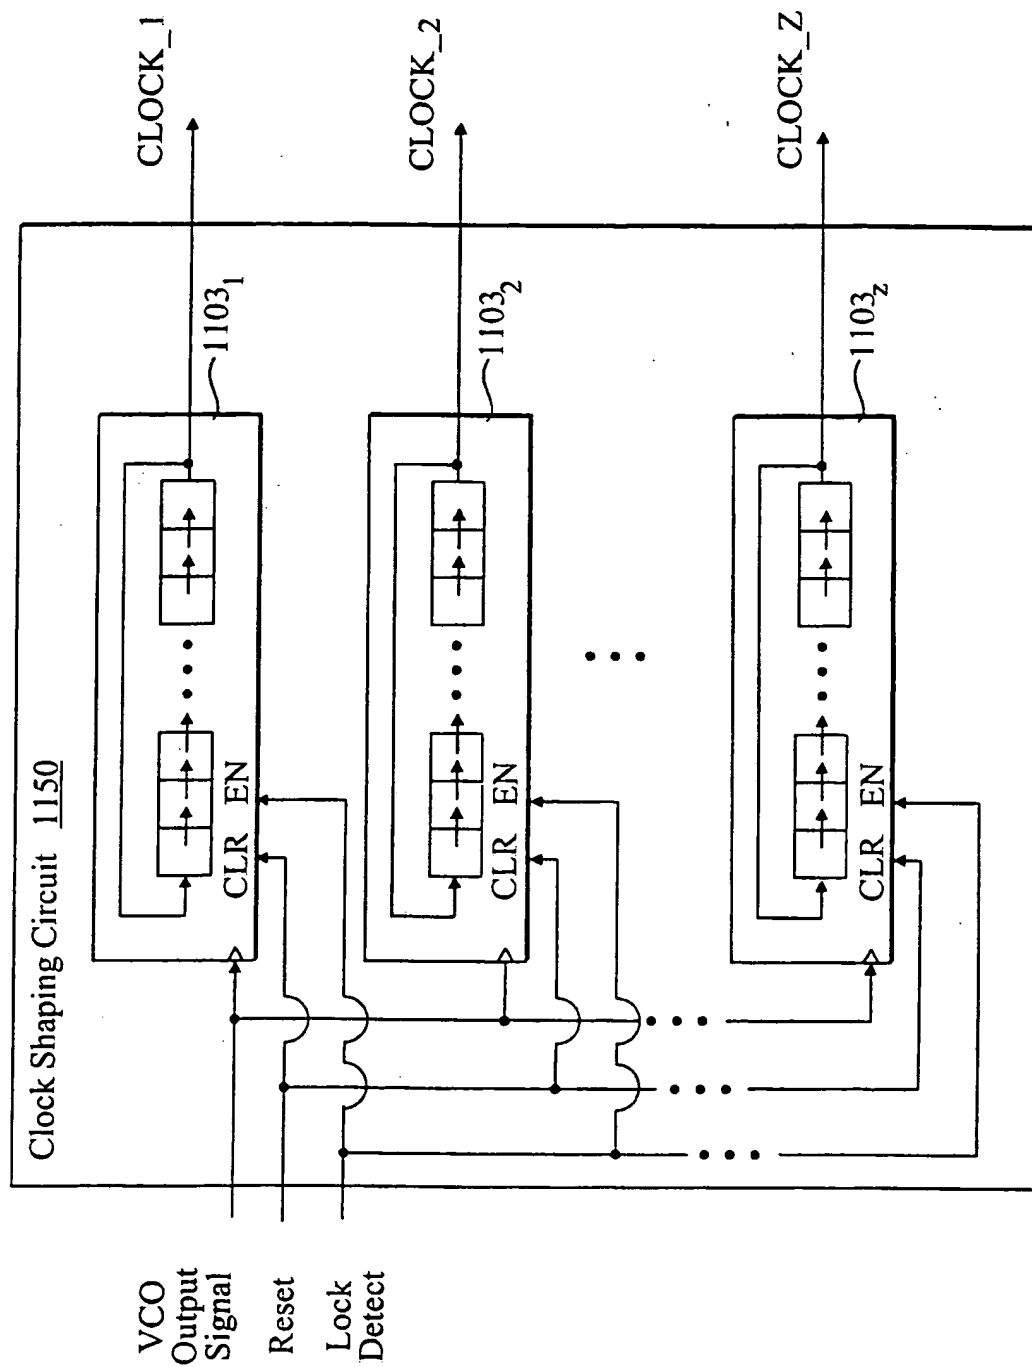 Clock Shaping Circuit 1150
VCO
Output
Signal
Reset
Lock
Detect
CLR EN
1103₁
CLOCK_1
CLR EN
1103₂
CLOCK_2
CLR EN
1103z
CLOCK_Z